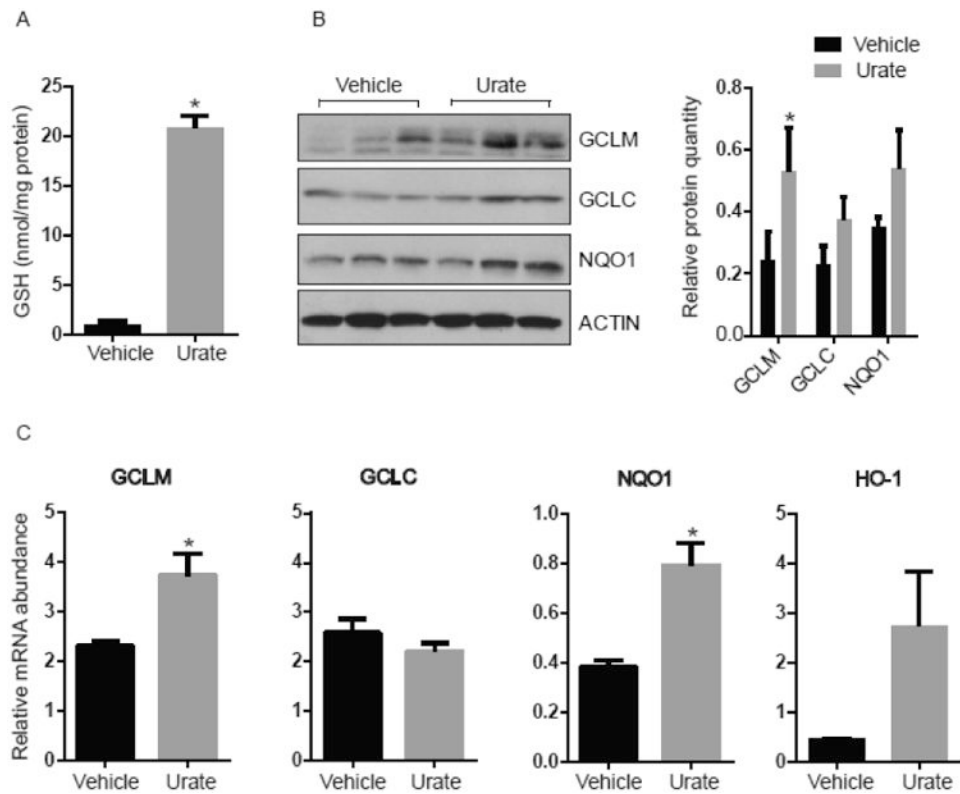 A
GSH (nmol/mg protein)
25
20
15
10
5
0
*
Vehicle Urate
B
Vehicle Urate
GCLM
GCLC
NQO1
ACTIN
Vehicle
Urate
Relative protein quantity
0.8
0.6
0.4
0.2
0.0
*
GCLM GCLC NQO1
C
GCLM
Relative mRNA abundance
5
4
3
2
1
0
*
Vehicle Urate
GCLC
5
4
3
2
1
0
Vehicle Urate
NQO1
1.0
0.8
0.6
0.4
0.2
0.0
*
Vehicle Urate
HO-1
5
4
3
2
1
0
Vehicle Urate